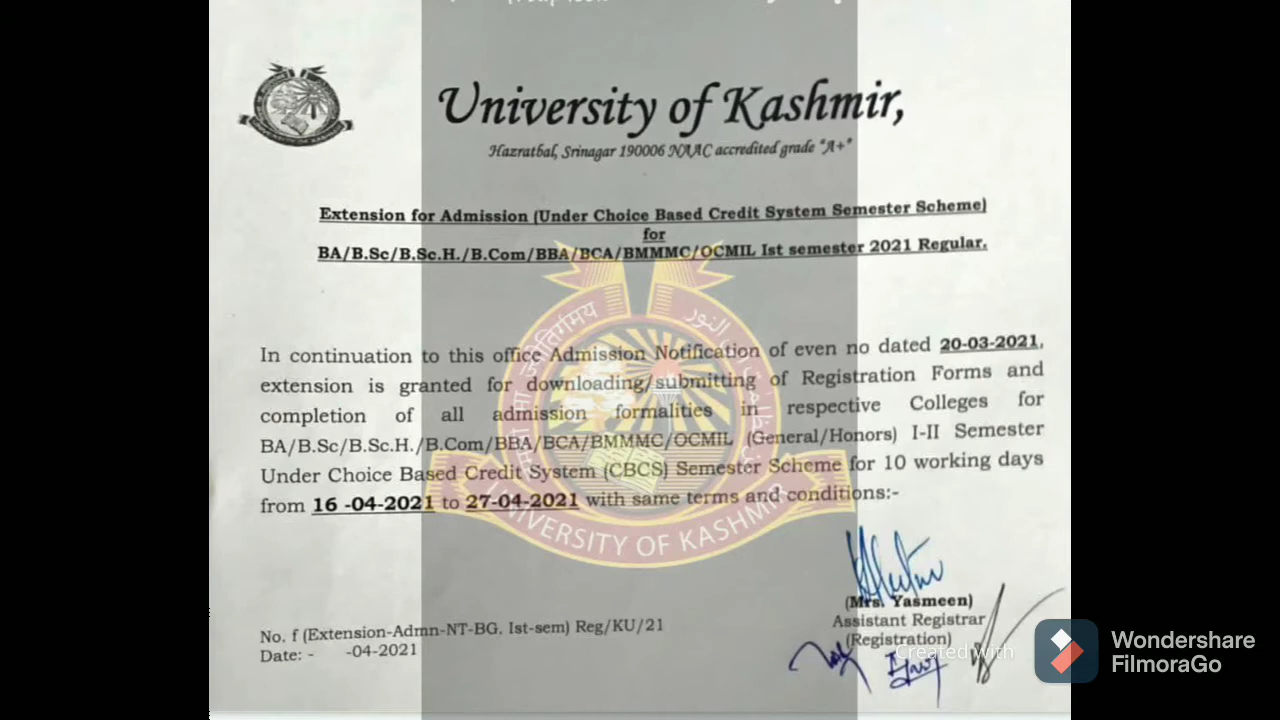 University of Kashmir,
Hazratbal, Srinagar 190006 NAAC accredited grade "A+"
Extension for Admission (Under Choice Based Credit System Semester Scheme)
for
BA/B.Sc/B.Sc.H./B.Com/BBA/BCA/BMMMC/OCMIL Ist semester 2021 Regular.
In continuation to this office Admission Notification of even no dated 20-03-2021,
extension is granted for downloading/submitting of Registration Forms and
completion of all admission formalities in respective Colleges for
BA/B.Sc/B.Sc.H./B.Com/BBA/BCA/BMMMC/OCMIL (General/Honors) I-II Semester
Under Choice Based Credit System (CBCS) Semester Scheme for 10 working days
from 16 -04-2021 to 27-04-2021 with same terms and conditions:-
UNIVERSITY OF KASHMIR
(Mrs. Yasmeen)
Assistant Registrar
(Registration)
No. f (Extension-Admn-NT-BG. Ist-sem) Reg/KU/21
Date: - -04-2021
Created with
Wondershare
FilmoraGo